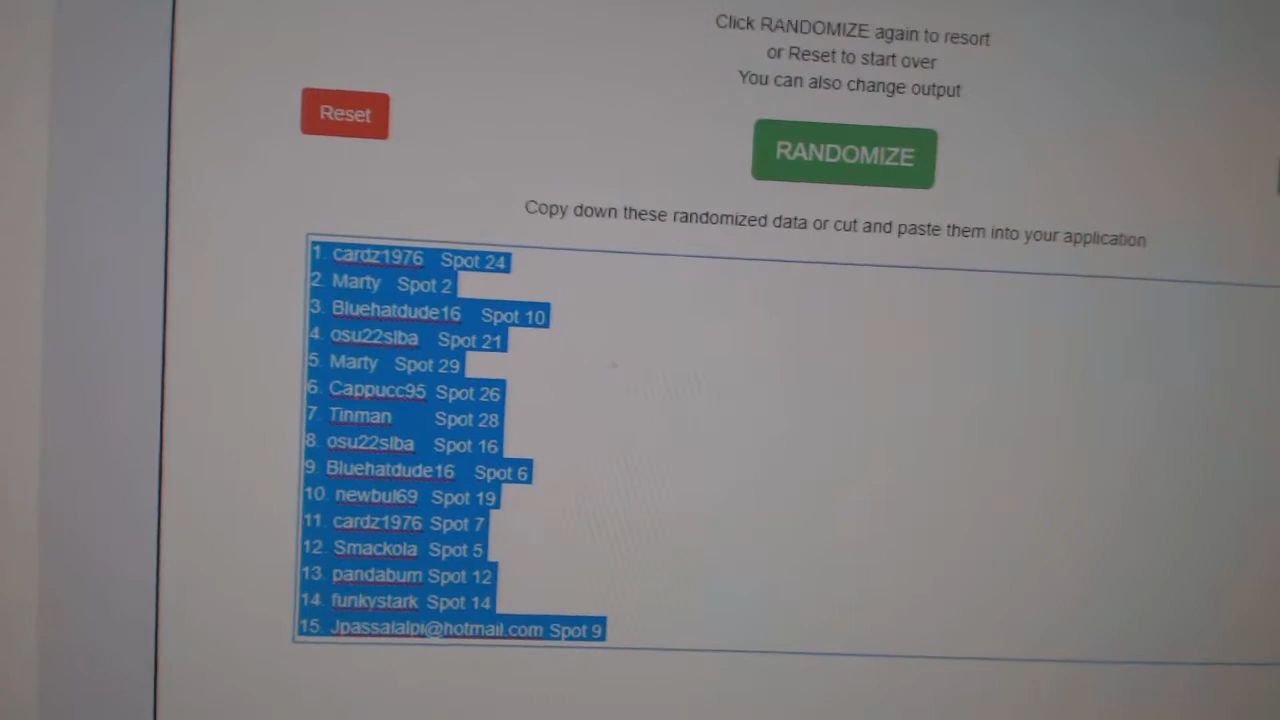 Click RANDOMIZE again to resort
or Reset to start over
You can also change output
Reset
RANDOMIZE
Copy down these randomized data or cut and paste them into your application
1. cardz1976 Spot 24
2. Marty Spot 2
3. Bluehatdude16 Spot 10
4. osu22slba Spot 21
5. Marty Spot 29
6. Cappucc95 Spot 26
7. Tinman Spot 28
8. osu22slba Spot 16
9. Bluehatdude16 Spot 6
10. newbul69 Spot 19
11. cardz1976 Spot 7
12. Smackola Spot 5
13. pandabum Spot 12
14. funkystark Spot 14
15. Jpassalalpi@hotmail.com Spot 9